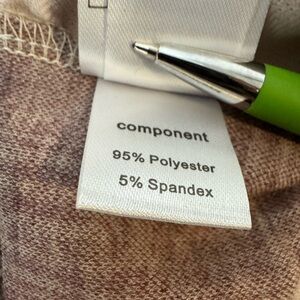 component
95% Polyester
5% Spandex